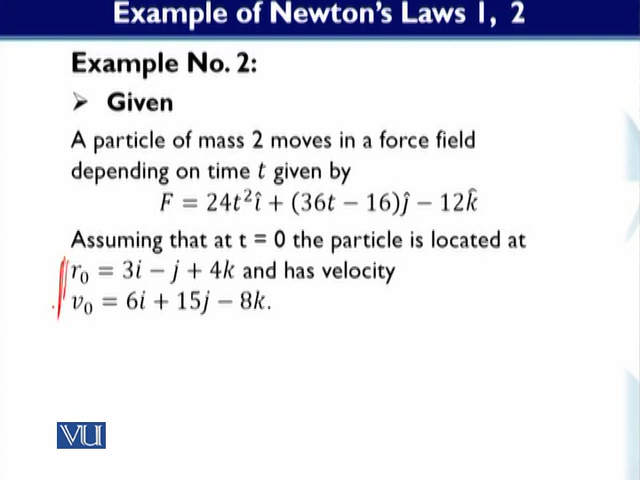 Example of Newton's Laws 1, 2
Example No. 2:
➢ Given
A particle of mass 2 moves in a force field
depending on time t given by
F = 24t²î + (36t − 16)ĵ − 12k̂
Assuming that at t = 0 the particle is located at
r₀ = 3i − j + 4k and has velocity
v₀ = 6i + 15j − 8k.
VU